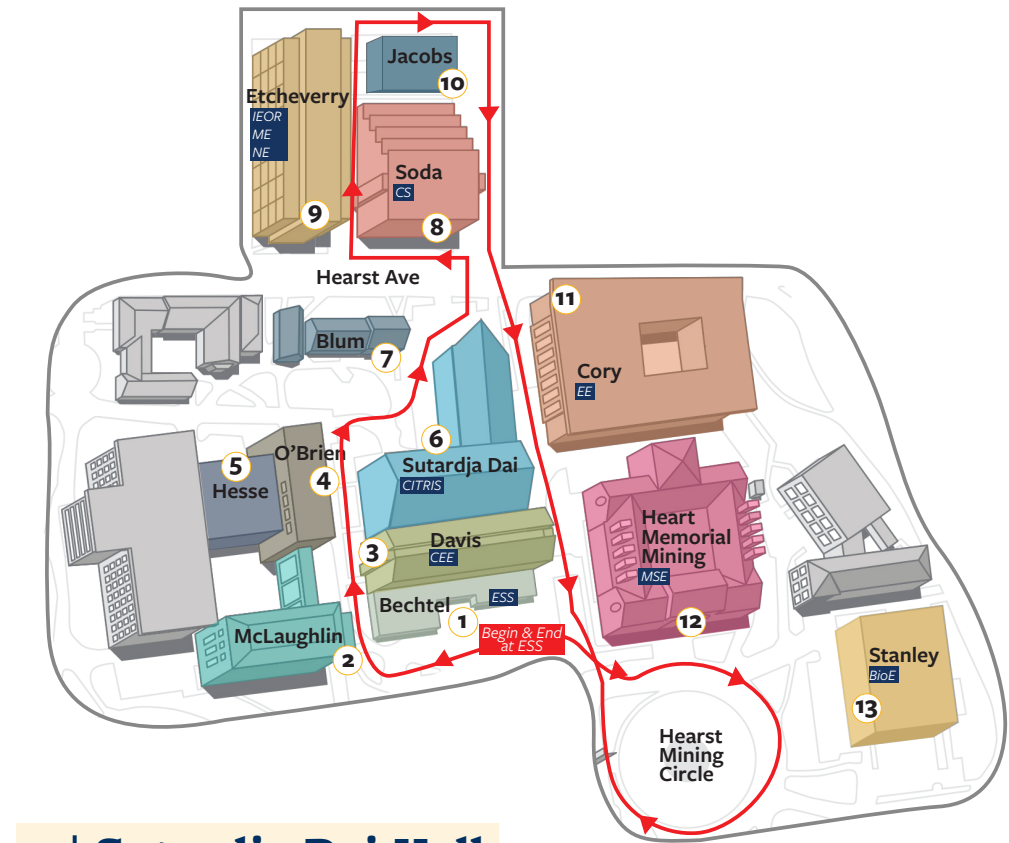 Jacobs
10
Etcheverry
IEOR
ME
NE
9
Soda
CS
8
Hearst Ave
11
Cory
EE
Blum
7
6
Sutardja Dai
CITRIS
O'Brien
4
5
Hesse
3
Davis
CEE
Heart
Memorial
Mining
MSE
12
Bechtel
ESS
1
Begin & End
at ESS
McLaughlin
2
Stanley
BioE
13
Hearst
Mining
Circle